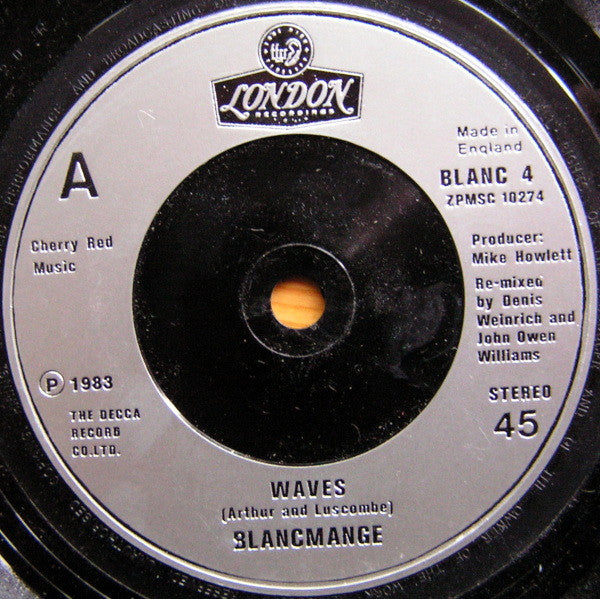 LONDON
RECORDINGS
Made in
England
A
BLANC 4
ZPMSC 10274
Cherry Red
Music
Producer:
Mike Howlett
Re-mixed
by Denis
Weinrich and
John Owen
Williams
Ⓟ 1983
THE DECCA
RECORD
CO.LTD.
STEREO
45
WAVES
(Arthur and Luscombe)
BLANCMANGE